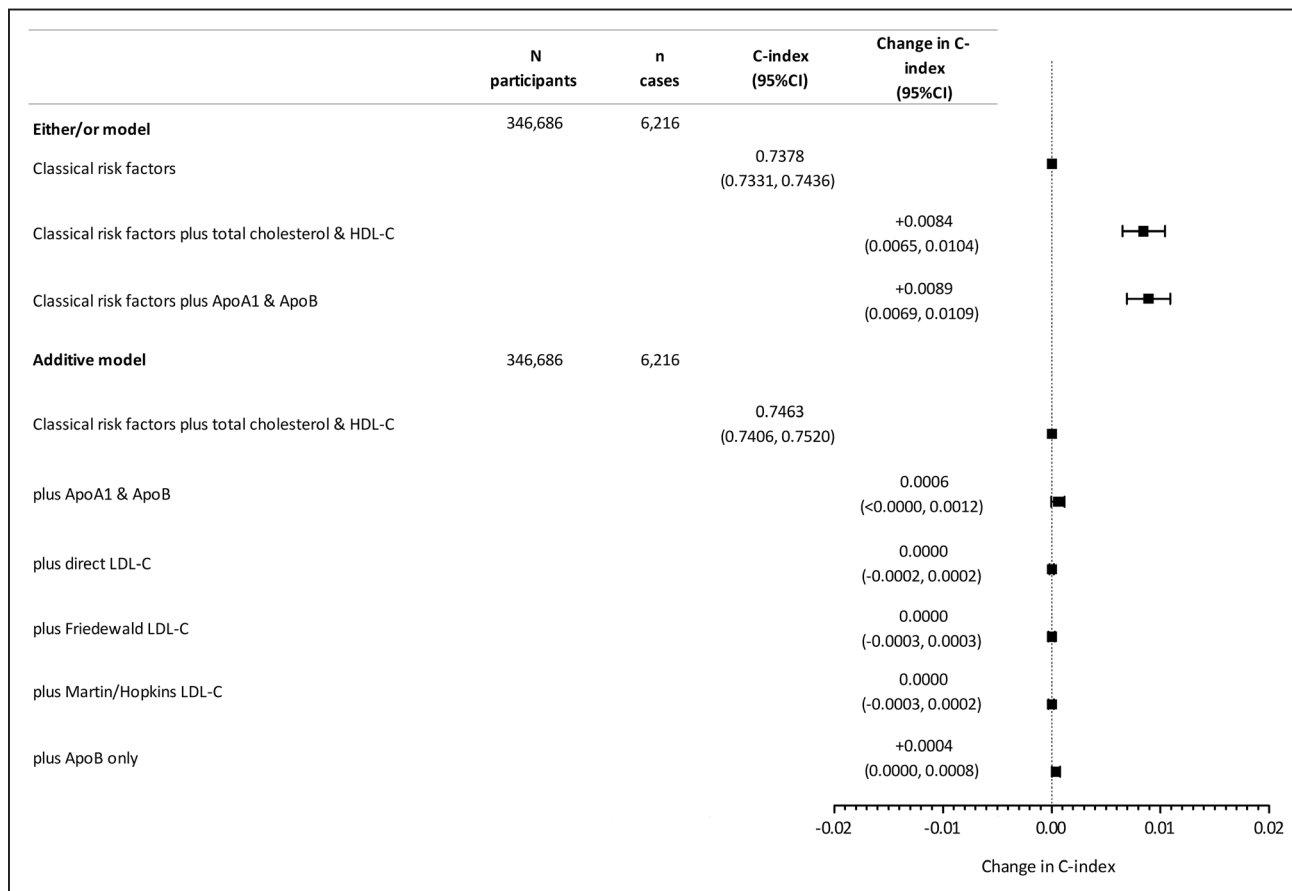 N participants
n cases
C-index (95%CI)
Change in C-index (95%CI)
Either/or model 346,686 6,216
Classical risk factors 0.7378 (0.7331, 0.7436)
Classical risk factors plus total cholesterol & HDL-C +0.0084 (0.0065, 0.0104)
Classical risk factors plus ApoA1 & ApoB +0.0089 (0.0069, 0.0109)
Additive model 346,686 6,216
Classical risk factors plus total cholesterol & HDL-C 0.7463 (0.7406, 0.7520)
plus ApoA1 & ApoB 0.0006 (<0.0000, 0.0012)
plus direct LDL-C 0.0000 (-0.0002, 0.0002)
plus Friedewald LDL-C 0.0000 (-0.0003, 0.0003)
plus Martin/Hopkins LDL-C 0.0000 (-0.0003, 0.0002)
plus ApoB only +0.0004 (0.0000, 0.0008)
-0.02 -0.01 0.00 0.01 0.02
Change in C-index